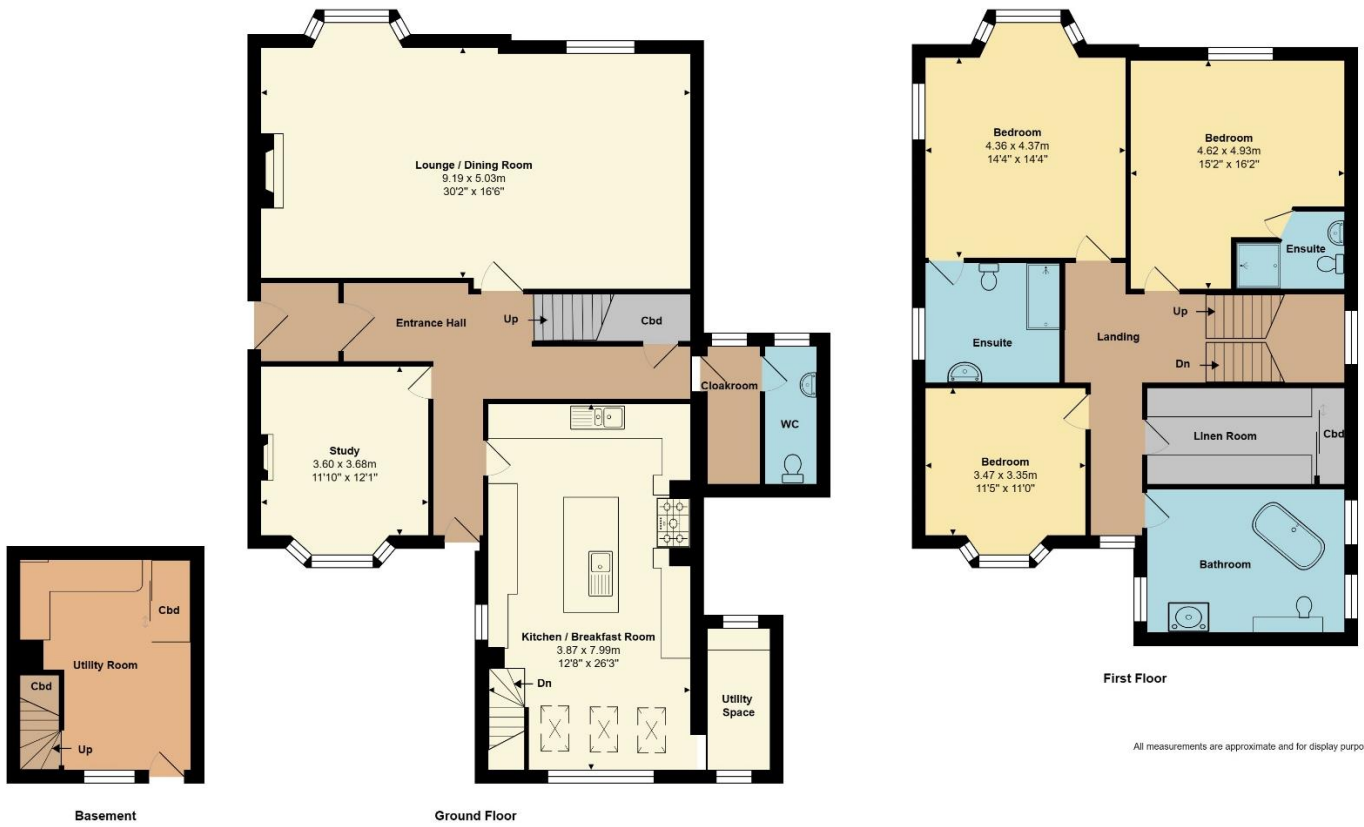 Lounge / Dining Room
9.19 x 5.03m
30'2" x 16'6"
Entrance Hall
Up
Cbd
Cloakroom
WC
Study
3.60 x 3.68m
11'10" x 12'1"
Kitchen / Breakfast Room
3.87 x 7.99m
12'8" x 26'3"
Dn
Utility
Space
Ground Floor
Cbd
Utility Room
Cbd
Up
Basement
Bedroom
4.36 x 4.37m
14'4" x 14'4"
Bedroom
4.62 x 4.93m
15'2" x 16'2"
Ensuite
Ensuite
Landing
Up
Dn
Linen Room
Cbd
Bedroom
3.47 x 3.35m
11'5" x 11'0"
Bathroom
First Floor
All measurements are approximate and for display purpo